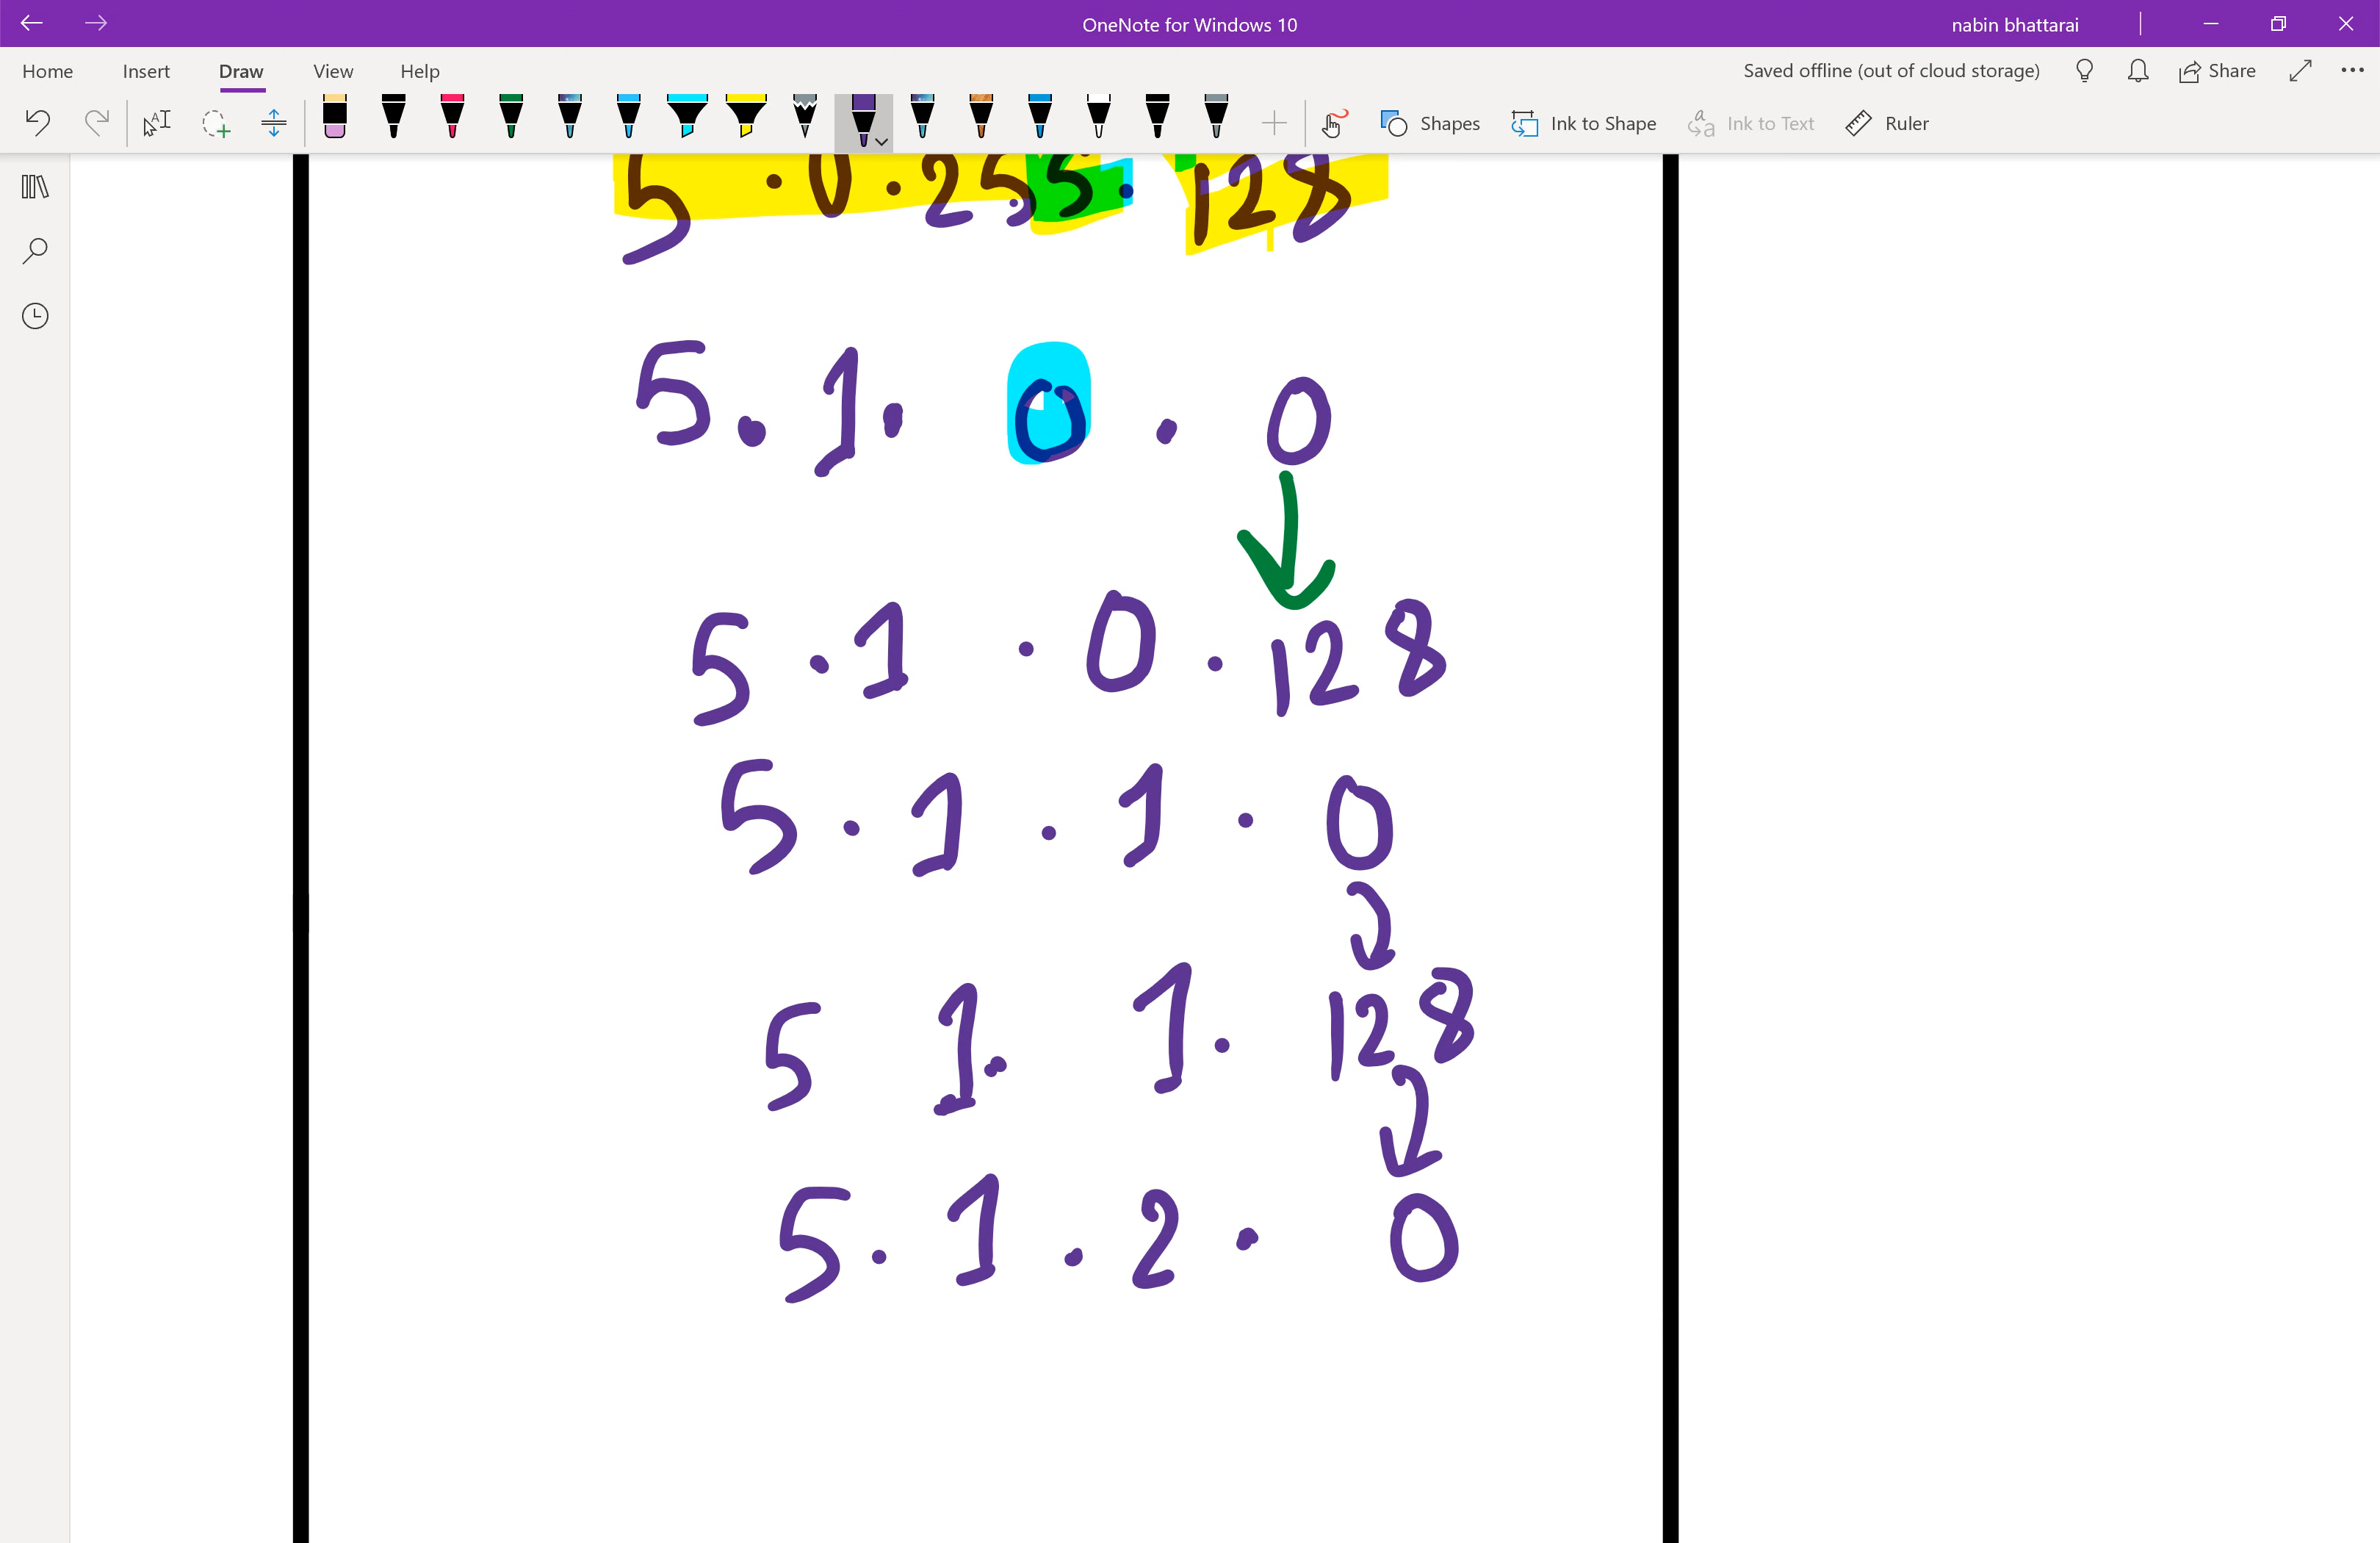 OneNote for Windows 10 nabin bhattarai
Home Insert Draw View Help Saved offline (out of cloud storage) Share
Shapes Ink to Shape Ink to Text Ruler
5.0.255.128
5.1.0.0
5.1.0.128
5.1.1.0
5 1.1.128
5.1.2.0